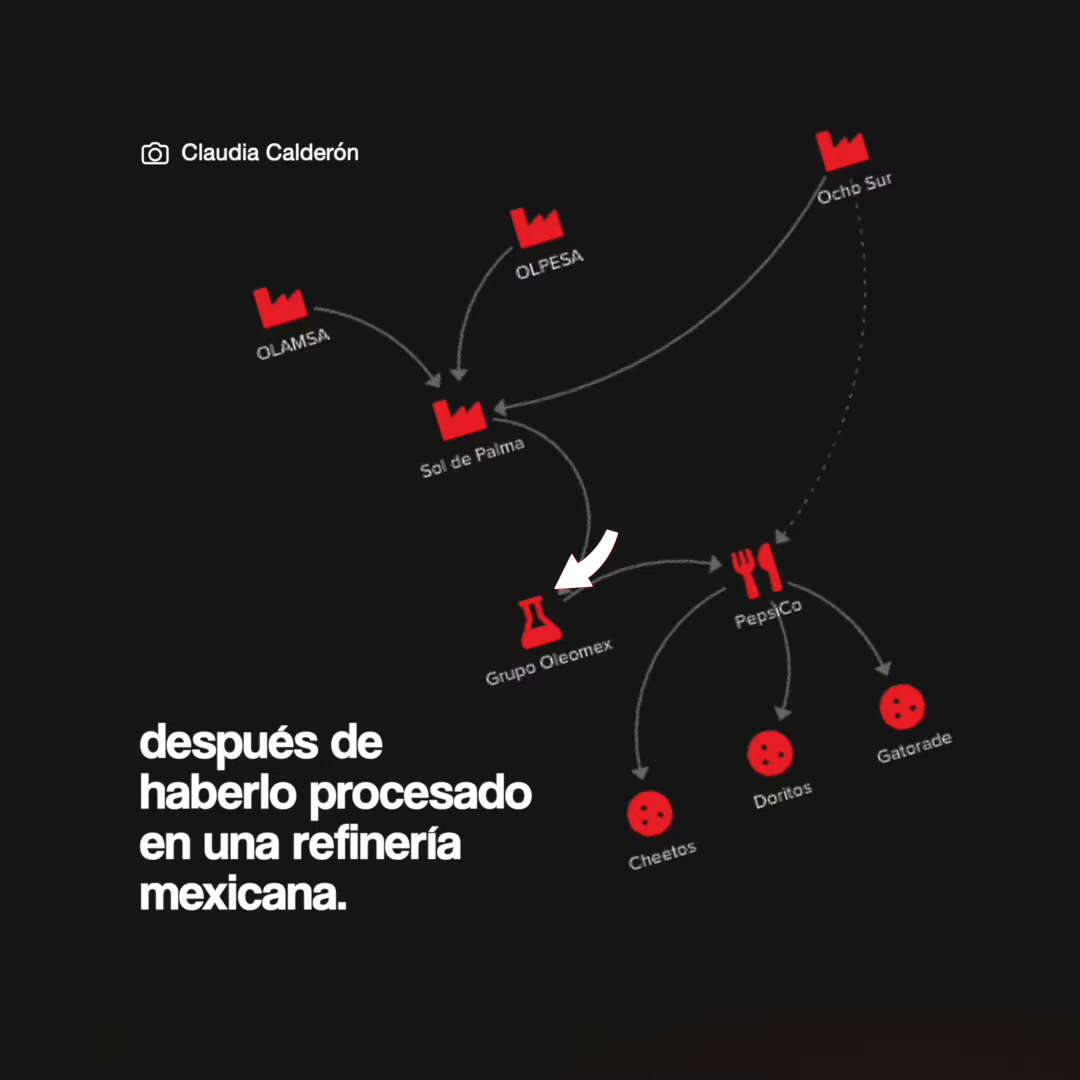 Claudia Calderón
Ocho Sur
OLPESA
OLAMSA
Sol de Palma
PepsiCo
Grupo Oleomex
Gatorade
Doritos
Cheetos
después de
haberlo procesado
en una refinería
mexicana.